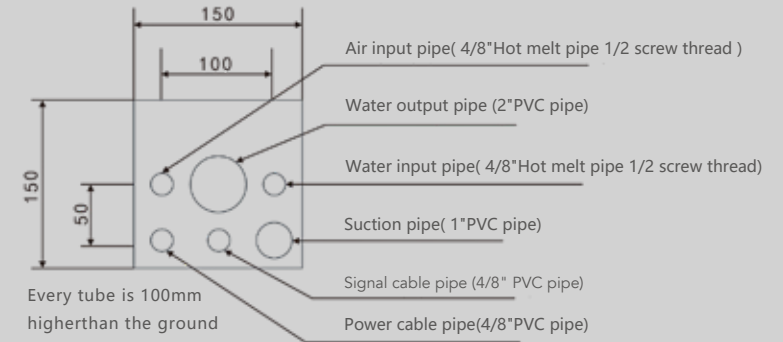 150
100
150
50
Air input pipe( 4/8"Hot melt pipe 1/2 screw thread )
Water output pipe (2"PVC pipe)
Water input pipe( 4/8"Hot melt pipe 1/2 screw thread)
Suction pipe( 1"PVC pipe)
Signal cable pipe (4/8" PVC pipe)
Power cable pipe(4/8"PVC pipe)
Every tube is 100mm
higherthan the ground